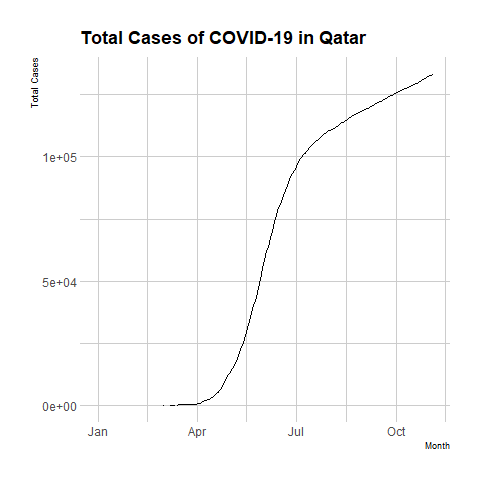 Total Cases of COVID-19 in Qatar
Total Cases
1e+05
5e+04
0e+00
Jan Apr Jul Oct
Month